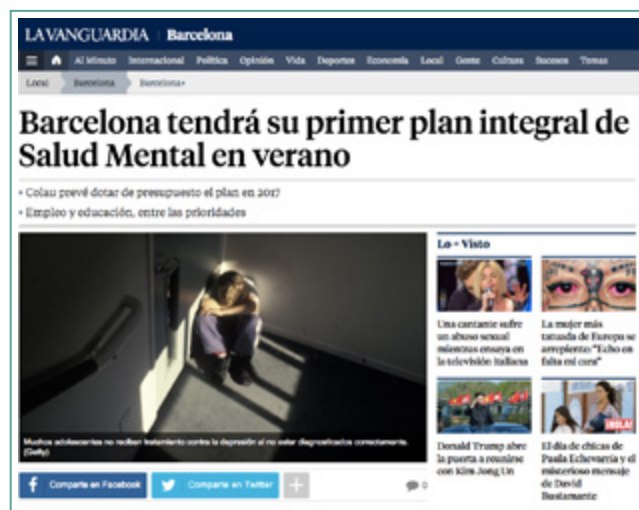 LAVANGUARDIA | Barcelona
Al Minuto Internacional Política Opinión Vida Deportes Economía Local Gente Cultura Sucesos Temas
Local Barcelona Barcelona+
Barcelona tendrá su primer plan integral de
Salud Mental en verano
• Colau prevé dotar de presupuesto el plan en 2017
• Empleo y educación, entre las prioridades
Lo + Visto
Una cantante sufre
un abuso sexual
mientras ensaya en
la televisión italiana
La mujer más
tatuada de Europa se
arrepiente: "Echo en
falta mi cara"
Muchos adolescentes no reciben tratamiento contra la depresión al no estar diagnosticados correctamente.
(Getty)
¡HOLA!
Donald Trump abre
la puerta a reunirse
con Kim Jong Un
El día de chicas de
Paula Echevarría y el
misterioso mensaje
de David
Bustamante
Comparte en Facebook
Comparte en Twitter
0